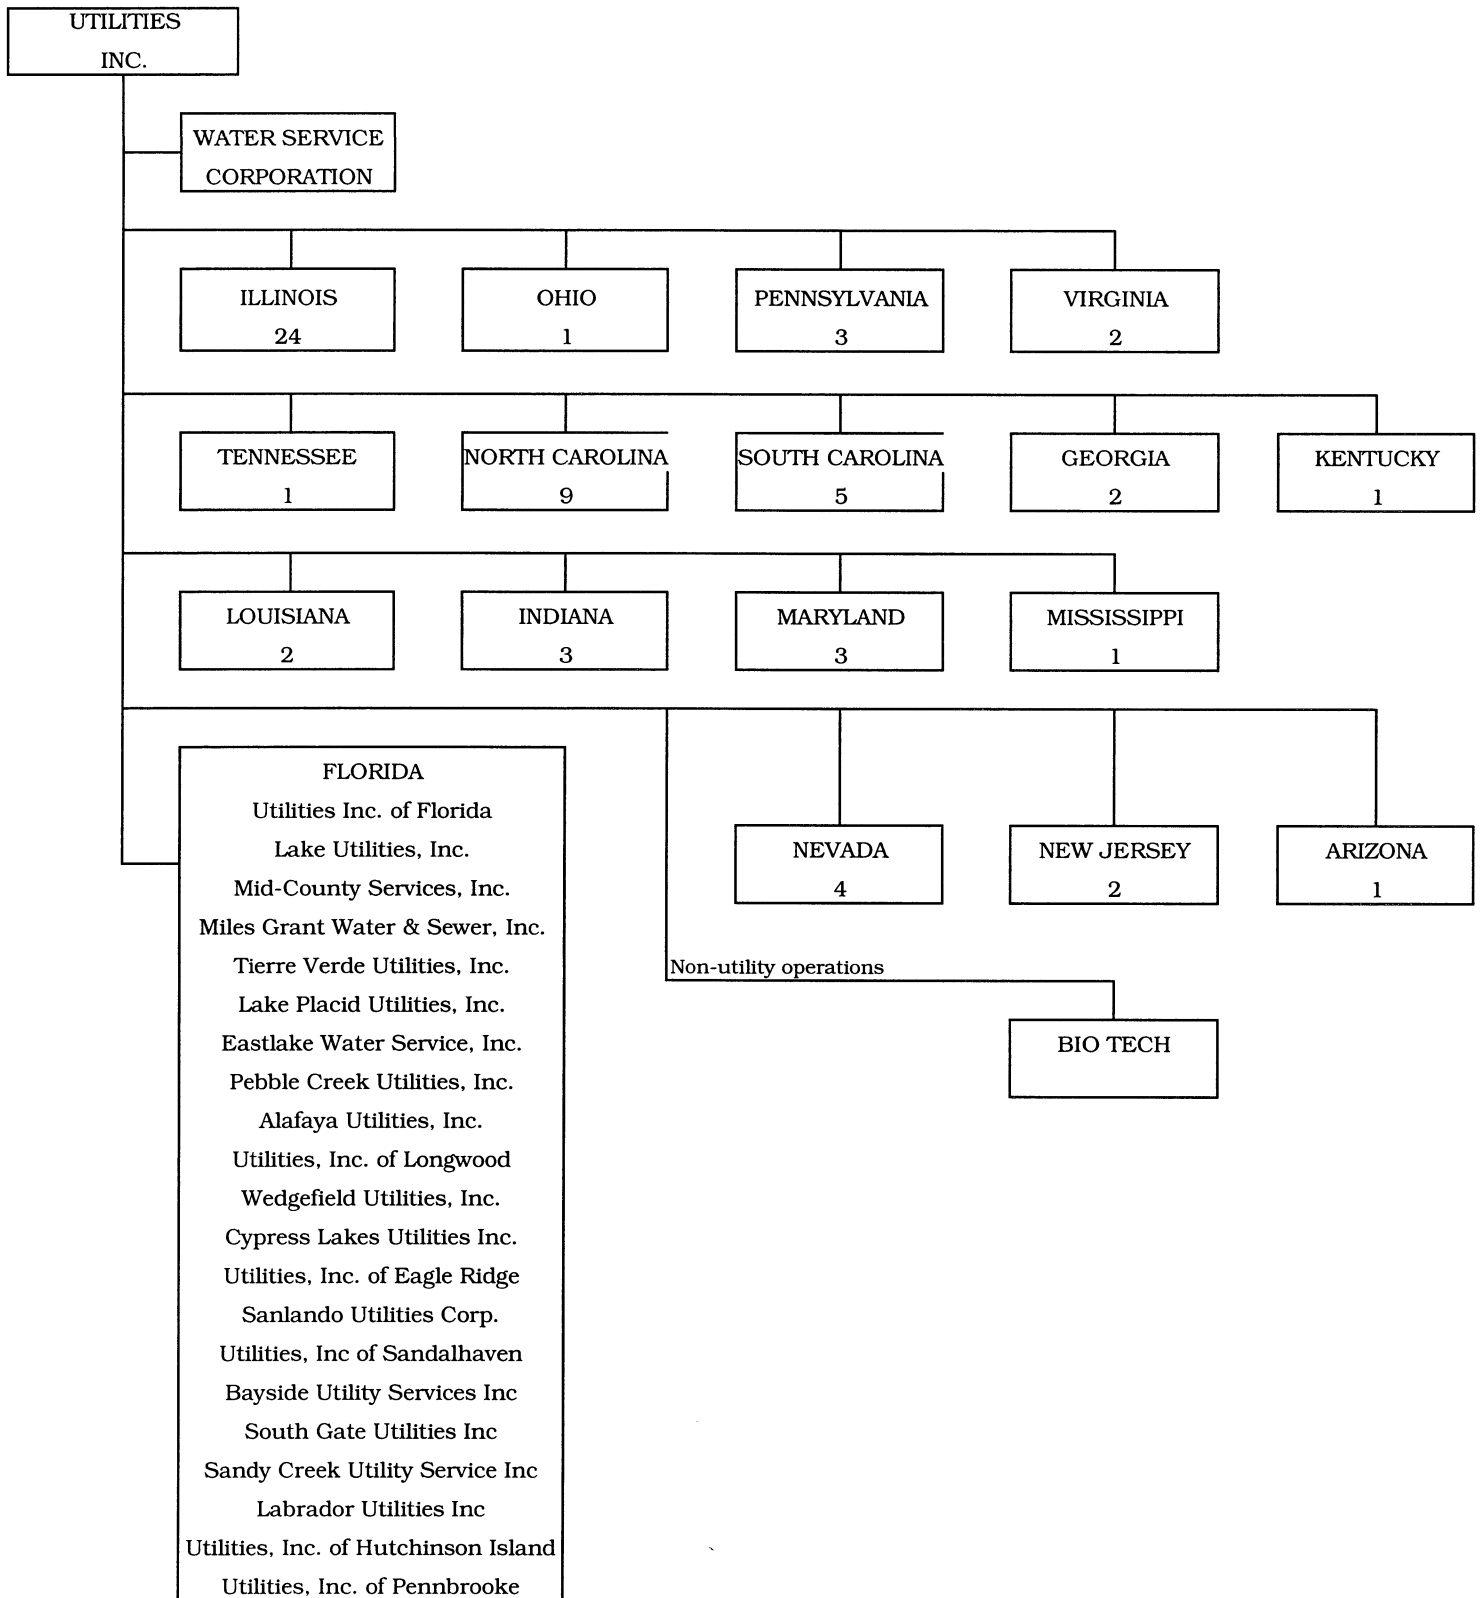 UTILITIES
INC.
WATER SERVICE
CORPORATION
ILLINOIS
24
OHIO
1
PENNSYLVANIA
3
VIRGINIA
2
TENNESSEE
1
NORTH CAROLINA
9
SOUTH CAROLINA
5
GEORGIA
2
KENTUCKY
1
LOUISIANA
2
INDIANA
3
MARYLAND
3
MISSISSIPPI
1
FLORIDA
Utilities Inc. of Florida
Lake Utilities, Inc.
Mid-County Services, Inc.
Miles Grant Water & Sewer, Inc.
Tierre Verde Utilities, Inc.
Lake Placid Utilities, Inc.
Eastlake Water Service, Inc.
Pebble Creek Utilities, Inc.
Alafaya Utilities, Inc.
Utilities, Inc. of Longwood
Wedgefield Utilities, Inc.
Cypress Lakes Utilities Inc.
Utilities, Inc. of Eagle Ridge
Sanlando Utilities Corp.
Utilities, Inc of Sandalhaven
Bayside Utility Services Inc
South Gate Utilities Inc
Sandy Creek Utility Service Inc
Labrador Utilities Inc
Utilities, Inc. of Hutchinson Island
Utilities, Inc. of Pennbrooke
NEVADA
4
NEW JERSEY
2
ARIZONA
1
Non-utility operations
BIO TECH